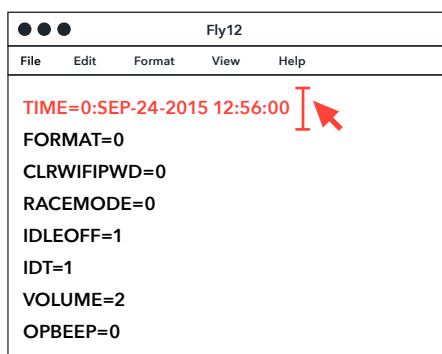 Fly12
File Edit Format View Help
TIME=0:SEP-24-2015 12:56:00
FORMAT=0
CLRWIFIPWD=0
RACEMODE=0
IDLEOFF=1
IDT=1
VOLUME=2
OPBEEP=0